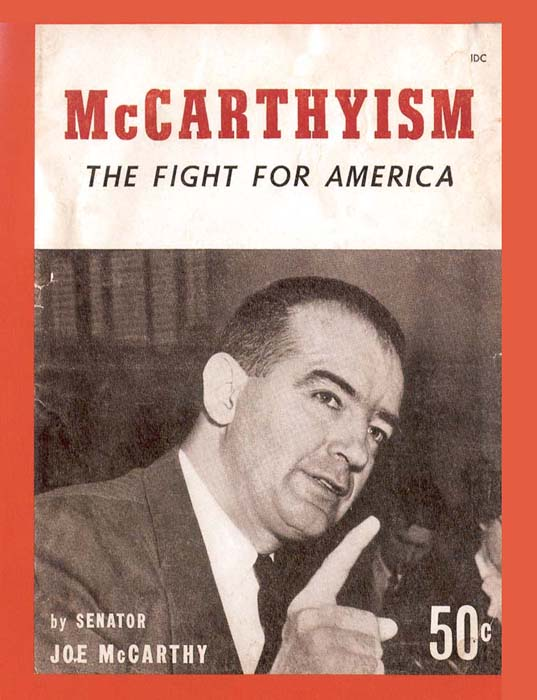 IDC
McCARTHYISM
THE FIGHT FOR AMERICA
by SENATOR
JOE McCARTHY
50c